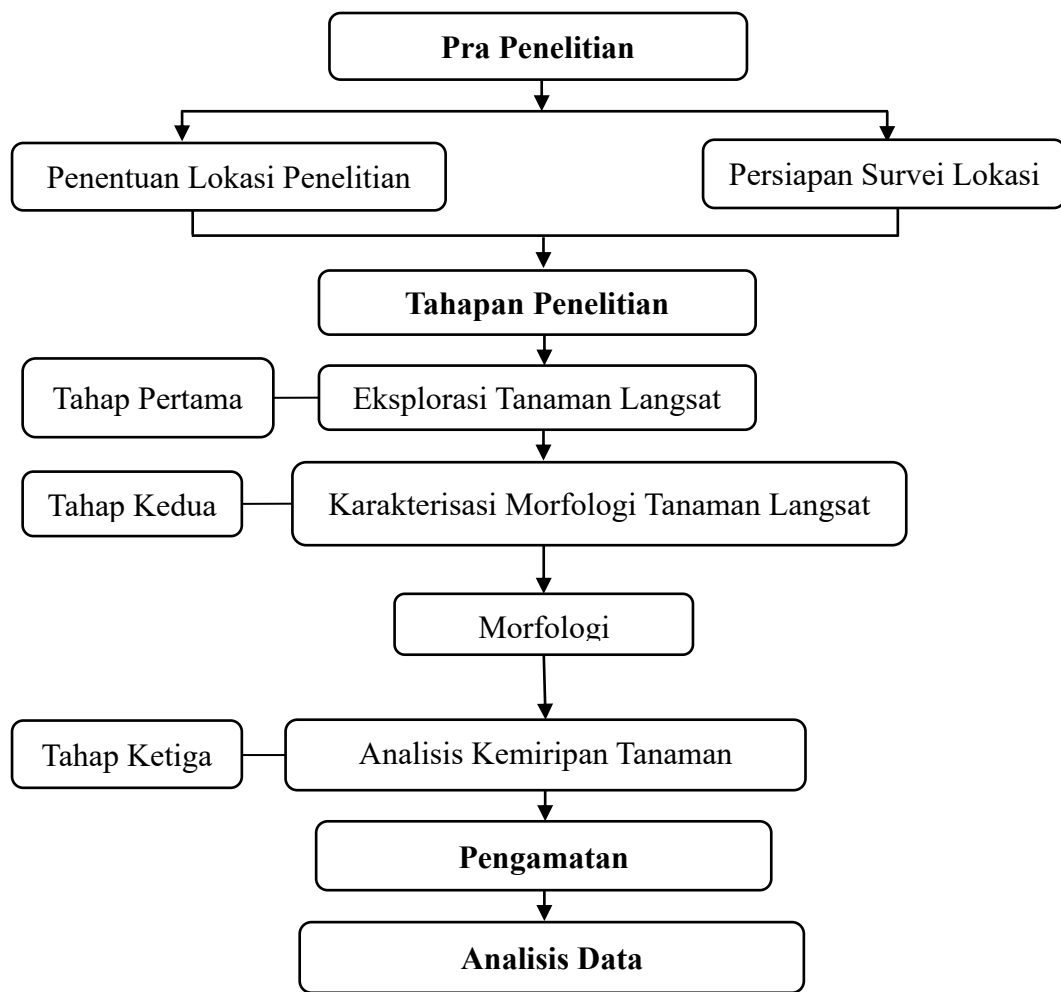 Pra Penelitian
Penentuan Lokasi Penelitian
Persiapan Survei Lokasi
Tahapan Penelitian
Tahap Pertama
Eksplorasi Tanaman Langsat
Tahap Kedua
Karakterisasi Morfologi Tanaman Langsat
Morfologi
Tahap Ketiga
Analisis Kemiripan Tanaman
Pengamatan
Analisis Data